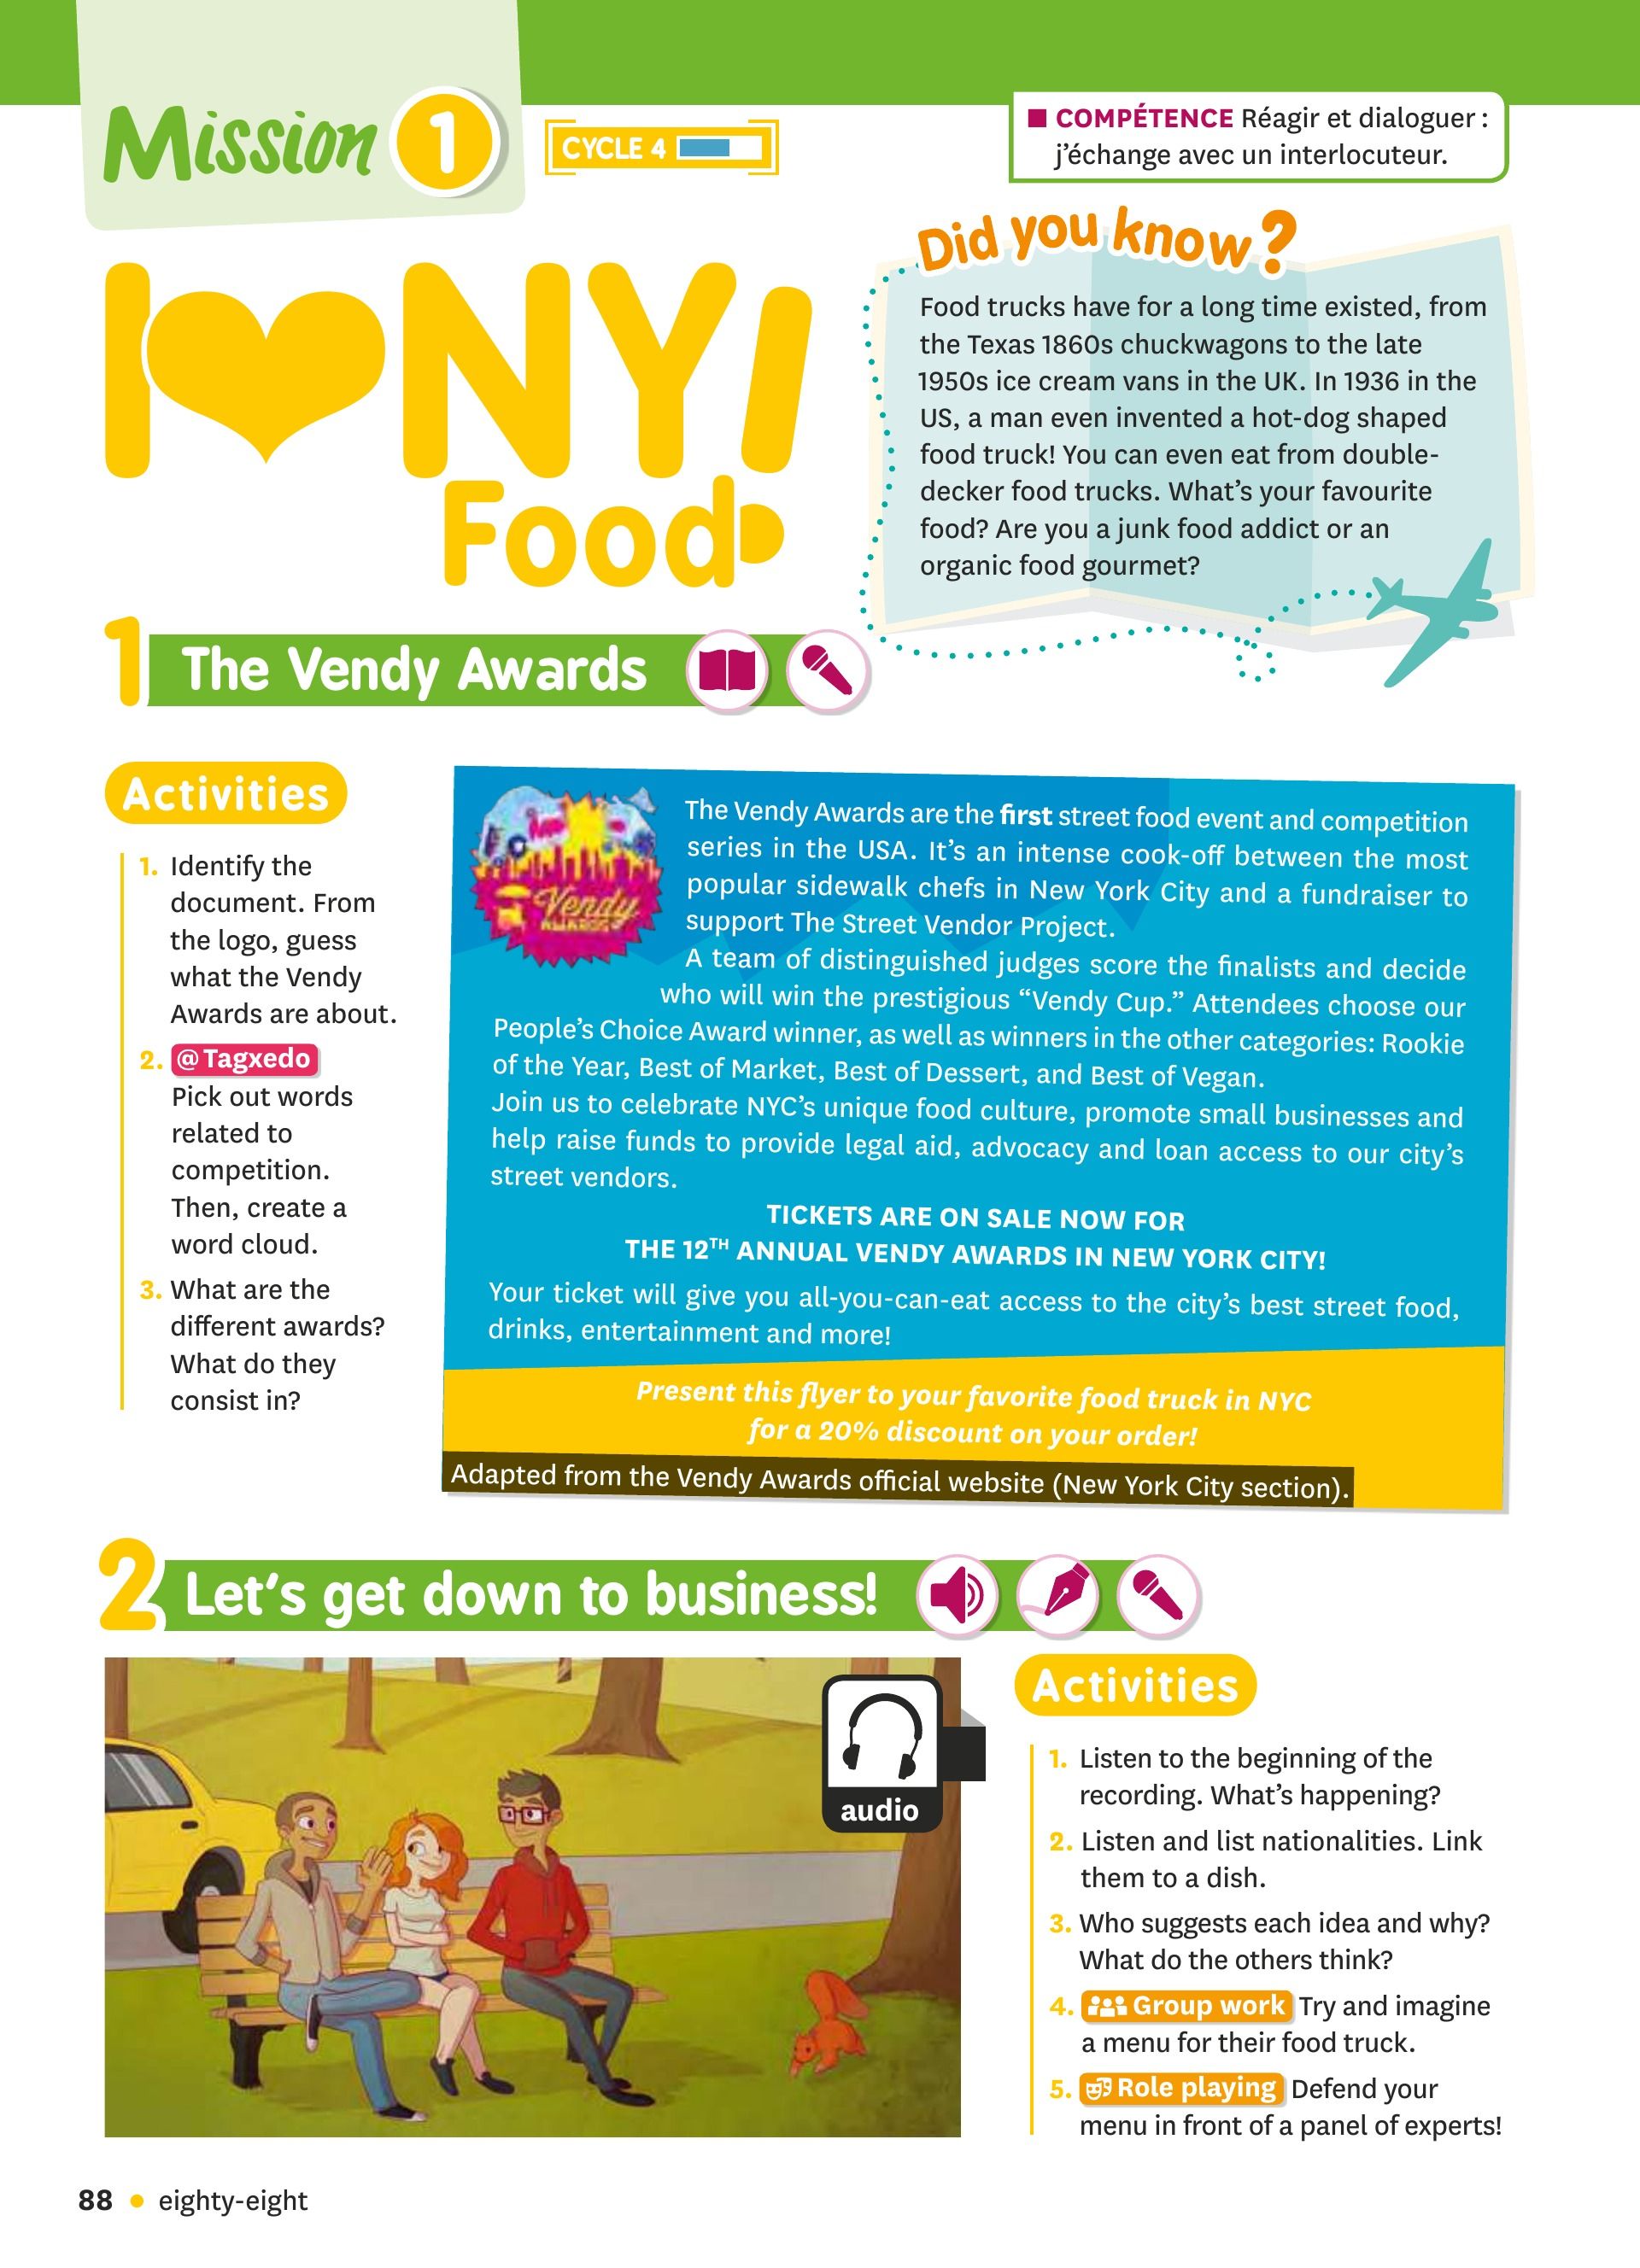 Mission 1
CYCLE 4
COMPÉTENCE Réagir et dialoguer :
j'échange avec un interlocuteur.
I NY!
Food
Did you know?
Food trucks have for a long time existed, from
the Texas 1860s chuckwagons to the late
1950s ice cream vans in the UK. In 1936 in the
US, a man even invented a hot-dog shaped
food truck! You can even eat from double-
decker food trucks. What's your favourite
food? Are you a junk food addict or an
organic food gourmet?
1 The Vendy Awards
Activities
1. Identify the
document. From
the logo, guess
what the Vendy
Awards are about.
2. @Tagxedo
Pick out words
related to
competition.
Then, create a
word cloud.
3. What are the
different awards?
What do they
consist in?
Vendy
AWARDS
The Vendy Awards are the first street food event and competition
series in the USA. It's an intense cook-off between the most
popular sidewalk chefs in New York City and a fundraiser to
support The Street Vendor Project.
A team of distinguished judges score the finalists and decide
who will win the prestigious “Vendy Cup.” Attendees choose our
People's Choice Award winner, as well as winners in the other categories: Rookie
of the Year, Best of Market, Best of Dessert, and Best of Vegan.
Join us to celebrate NYC's unique food culture, promote small businesses and
help raise funds to provide legal aid, advocacy and loan access to our city's
street vendors.
TICKETS ARE ON SALE NOW FOR
THE 12TH ANNUAL VENDY AWARDS IN NEW YORK CITY!
Your ticket will give you all-you-can-eat access to the city's best street food,
drinks, entertainment and more!
Present this flyer to your favorite food truck in NYC
for a 20% discount on your order!
Adapted from the Vendy Awards official website (New York City section).
2 Let's get down to business!
audio
Activities
1. Listen to the beginning of the
recording. What's happening?
2. Listen and list nationalities. Link
them to a dish.
3. Who suggests each idea and why?
What do the others think?
4. Group work Try and imagine
a menu for their food truck.
5. Role playing Defend your
menu in front of a panel of experts!
88 • eighty-eight